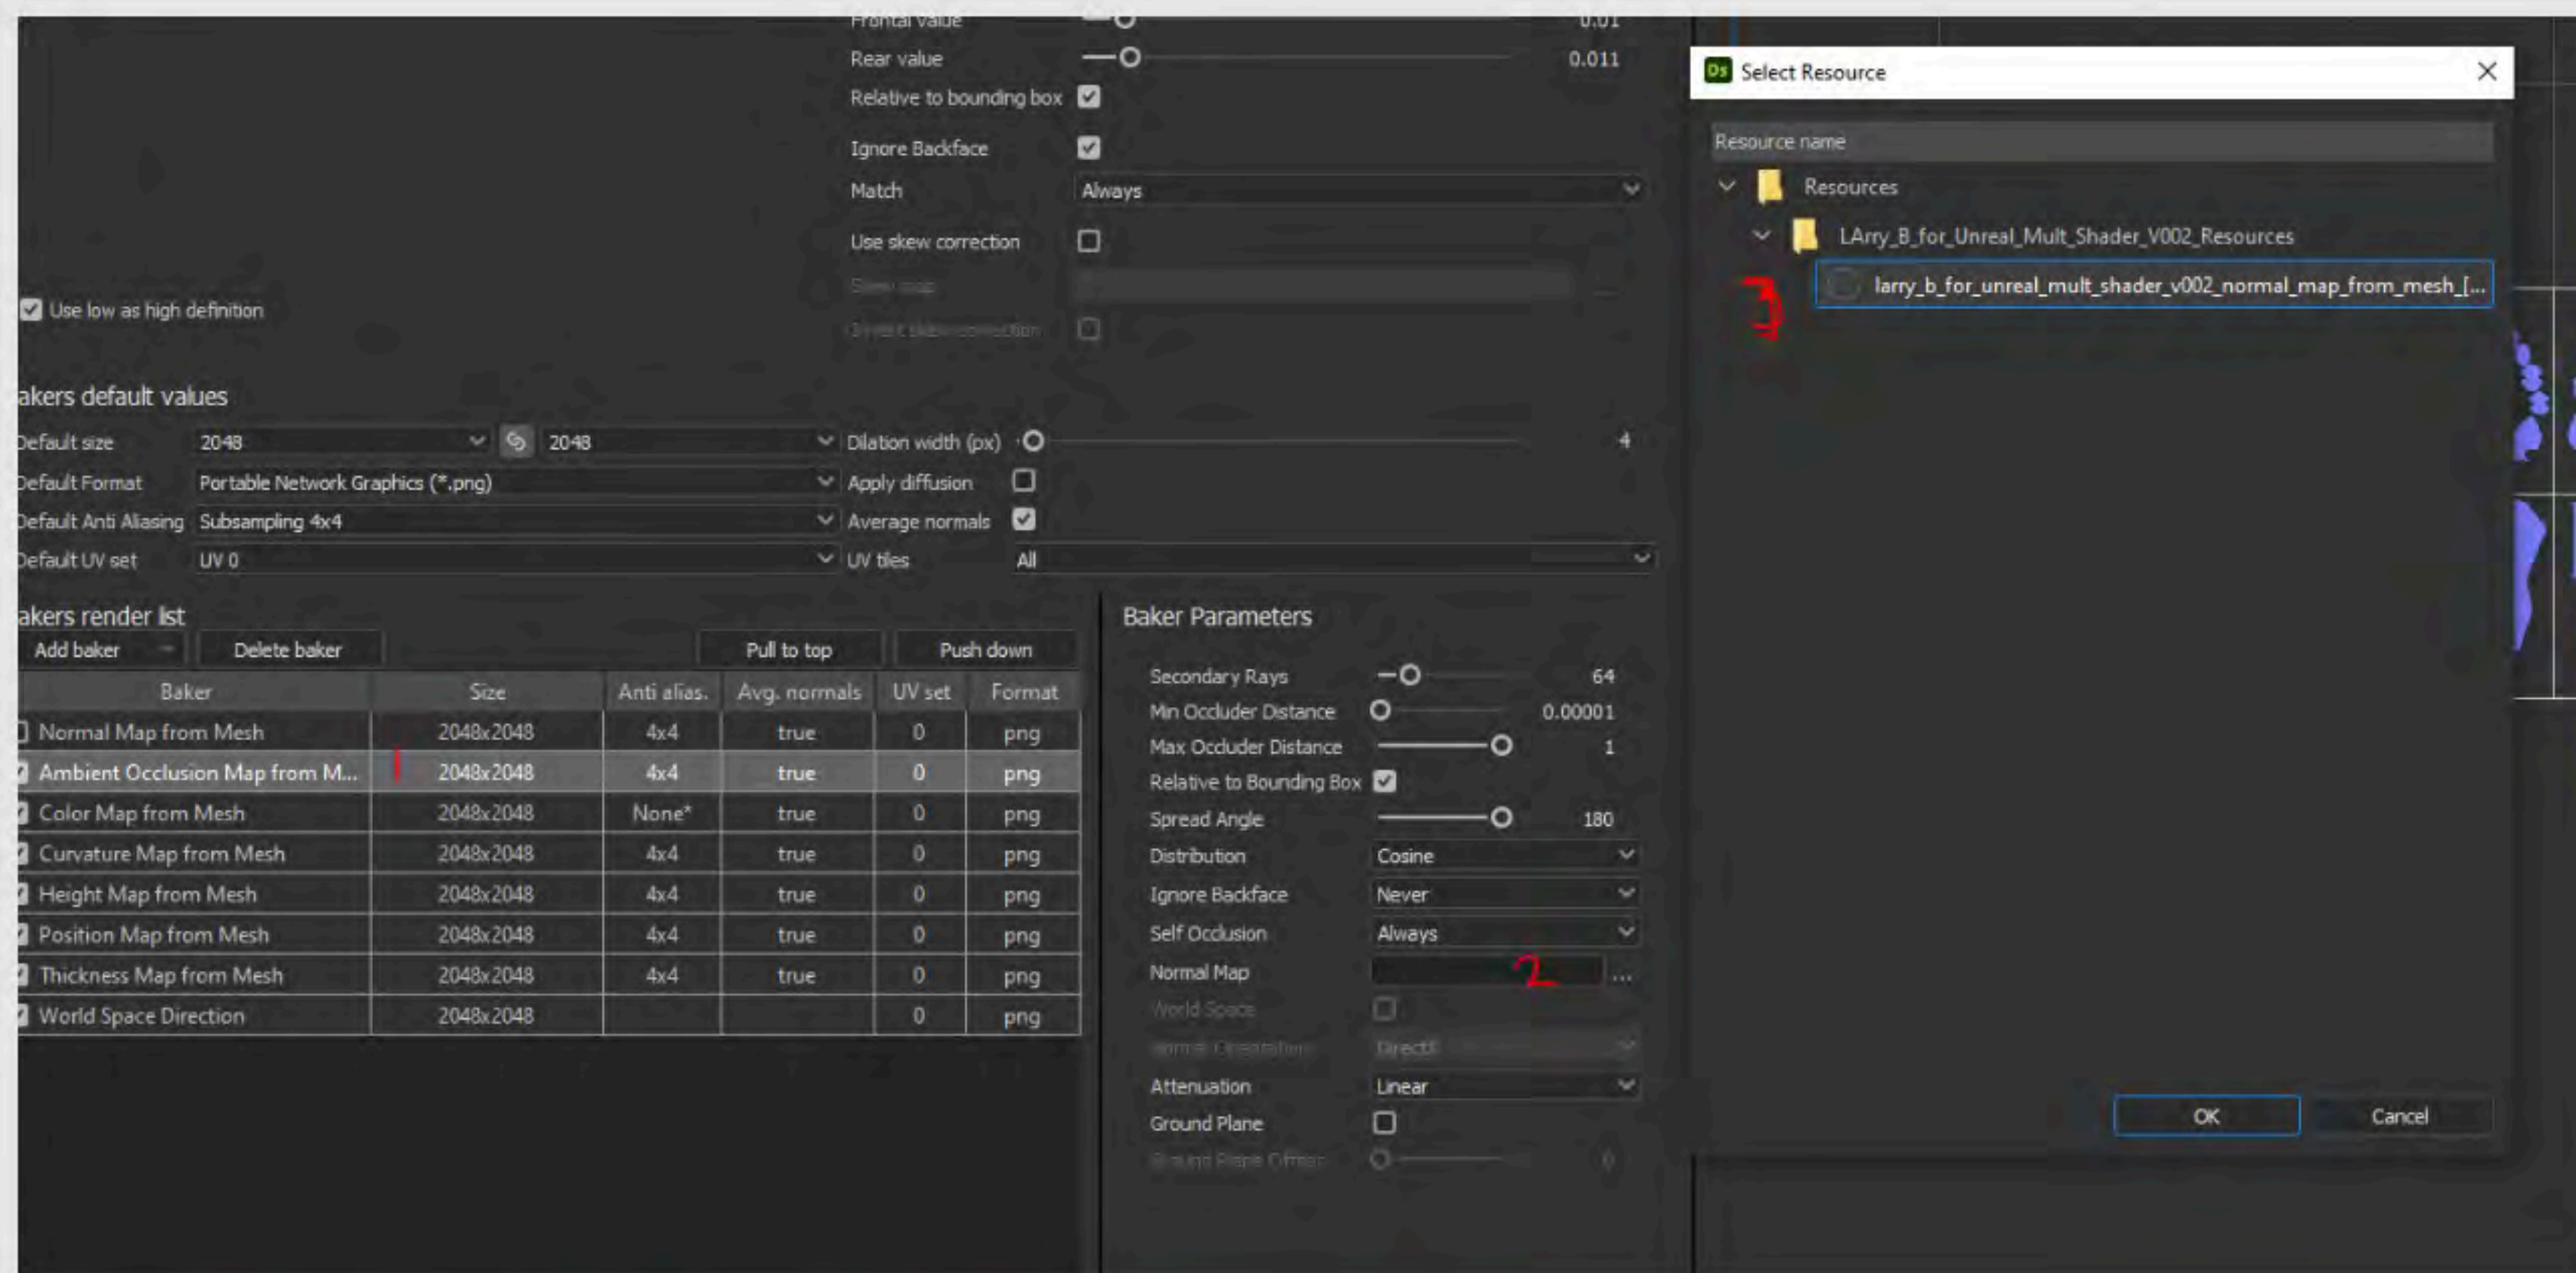 Frontal value 0.01
Rear value 0.011
Relative to bounding box
Ignore Backface
Match Always
Use skew correction
Use low as high definition
akers default values
Default size 2048 2048 Dilation width (px) 4
Default Format Portable Network Graphics (*.png) Apply diffusion
Default Anti Aliasing Subsampling 4x4 Average normals
Default UV set UV 0 UV tiles All
akers render list
Add baker Delete baker Pull to top Push down
Baker Size Anti alias. Avg. normals UV set Format
Normal Map from Mesh 2048x2048 4x4 true 0 png
Ambient Occlusion Map from M... 1 2048x2048 4x4 true 0 png
Color Map from Mesh 2048x2048 None* true 0 png
Curvature Map from Mesh 2048x2048 4x4 true 0 png
Height Map from Mesh 2048x2048 4x4 true 0 png
Position Map from Mesh 2048x2048 4x4 true 0 png
Thickness Map from Mesh 2048x2048 4x4 true 0 png
World Space Direction 2048x2048 0 png
Baker Parameters
Secondary Rays 64
Min Occluder Distance 0.00001
Max Occluder Distance 1
Relative to Bounding Box
Spread Angle 180
Distribution Cosine
Ignore Backface Never
Self Occlusion Always
Normal Map 2 ...
World Space
DirectX
Attenuation Linear
Ground Plane
Ground Plane Offset 0
Ds Select Resource
Resource name
Resources
LArry_B_for_Unreal_Mult_Shader_V002_Resources
3 larry_b_for_unreal_mult_shader_v002_normal_map_from_mesh_[...
OK Cancel